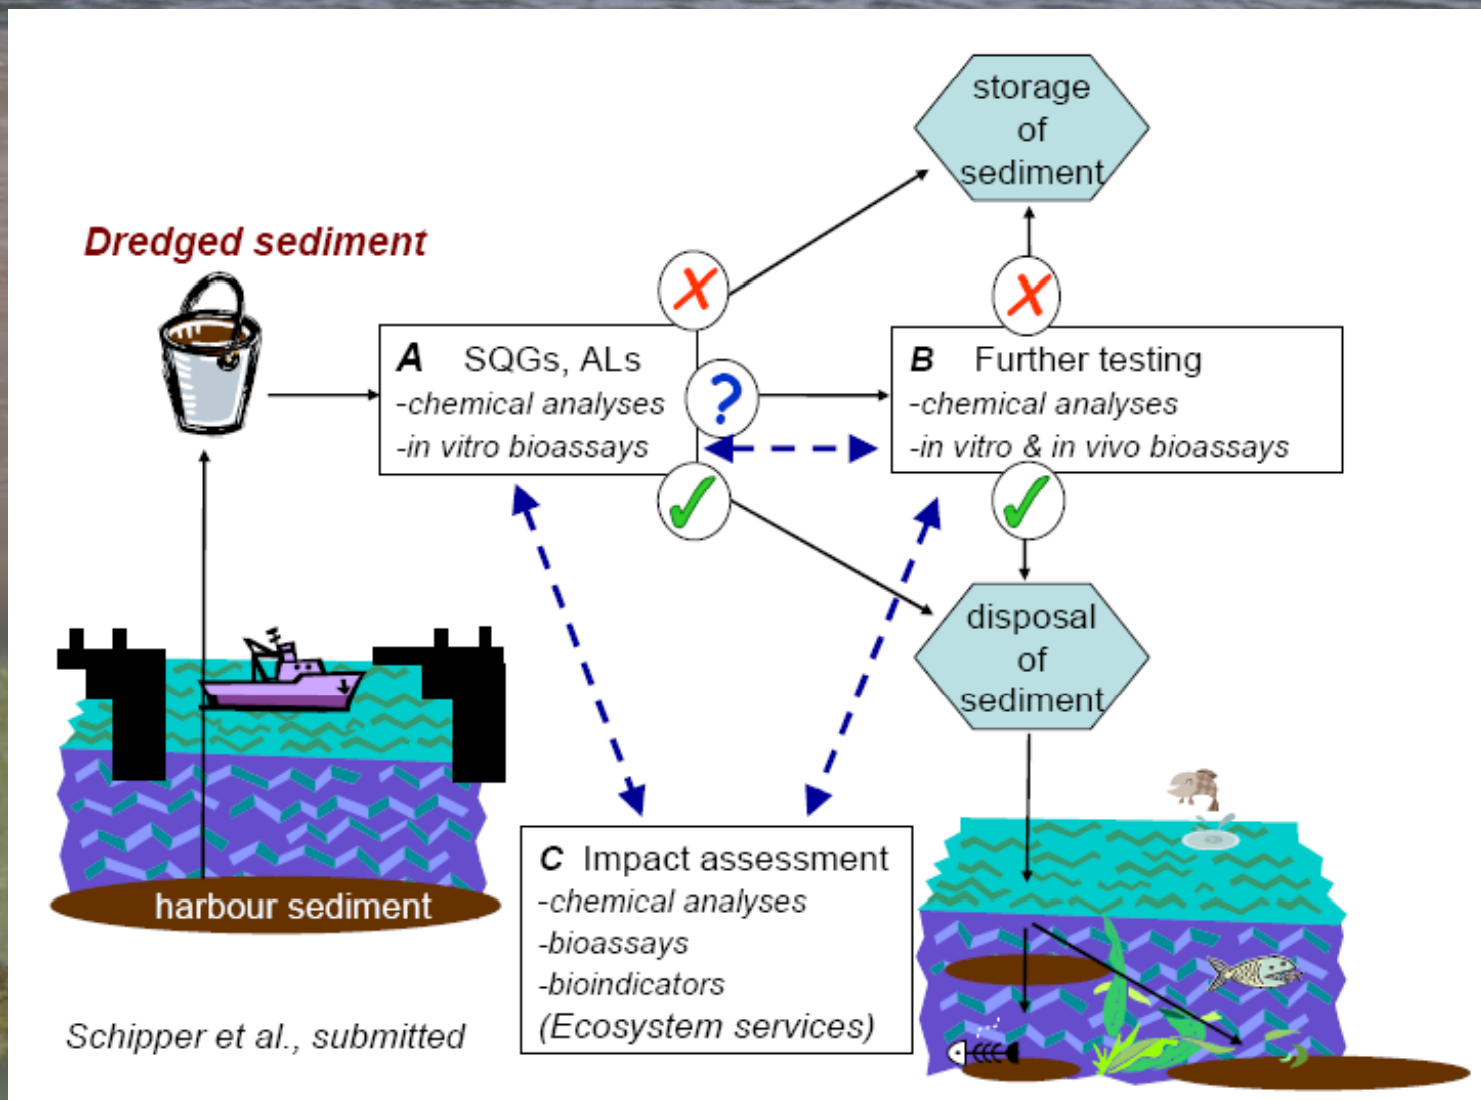 storage
of
sediment
Dredged sediment
A SQGs, ALs
-chemical analyses
-in vitro bioassays
?
B Further testing
-chemical analyses
-in vitro & in vivo bioassays
disposal
of
sediment
harbour sediment
C Impact assessment
-chemical analyses
-bioassays
-bioindicators
(Ecosystem services)
Schipper et al., submitted